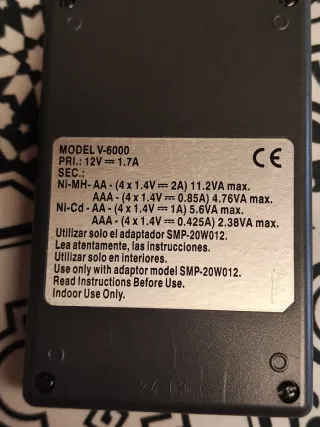 MODEL V-6000
PRI.: 12V ⎓ 1.7A
SEC.:
Ni-MH- AA - (4 x 1.4V ⎓ 2A) 11.2VA max.
AAA - (4 x 1.4V ⎓ 0.85A) 4.76VA max.
Ni-Cd - AA - (4 x 1.4V ⎓ 1A) 5.6VA max.
AAA - (4 x 1.4V ⎓ 0.425A) 2.38VA max.
Utilizar solo el adaptador SMP-20W012.
Lea atentamente, las instrucciones.
Utilizar solo en interiores.
Use only with adaptor model SMP-20W012.
Read Instructions Before Use.
Indoor Use Only.
CE